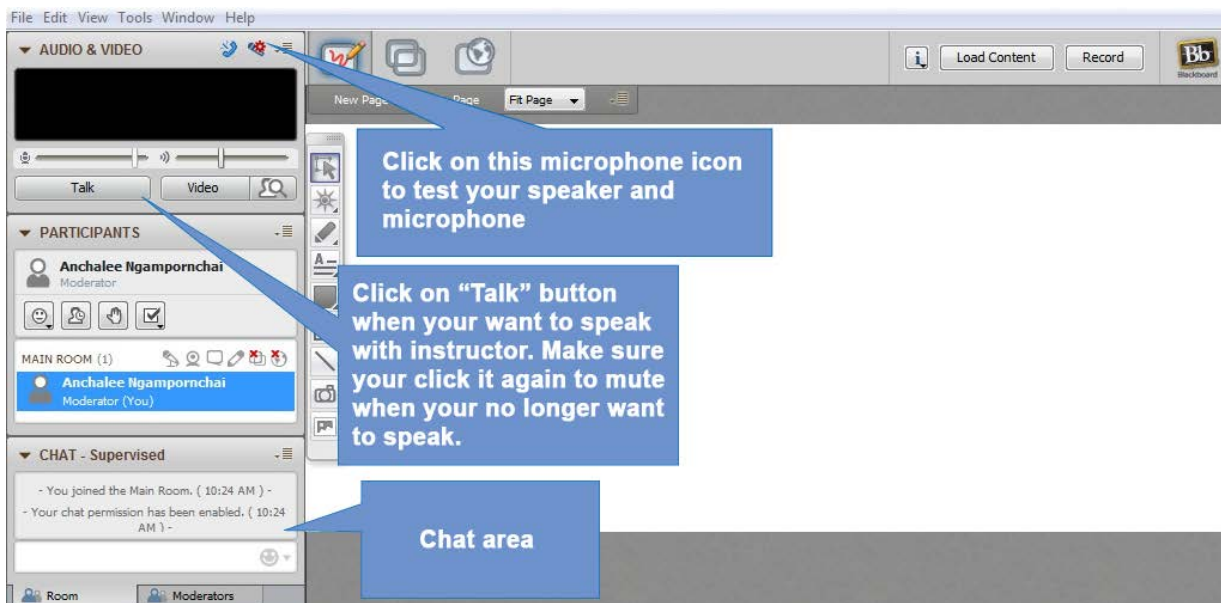 File Edit View Tools Window Help
AUDIO & VIDEO
Talk
Video
PARTICIPANTS
Anchalee Ngampornchai
Moderator
MAIN ROOM (1)
Anchalee Ngampornchai
Moderator (You)
CHAT - Supervised
- You joined the Main Room. ( 10:24 AM ) -
- Your chat permission has been enabled. ( 10:24
AM ) -
Room
Moderators
i
Load Content
Record
Bb
Blackboard
New Page
Page
Fit Page
A
Click on this microphone icon
to test your speaker and
microphone
Click on “Talk” button
when your want to speak
with instructor. Make sure
your click it again to mute
when your no longer want
to speak.
Chat area